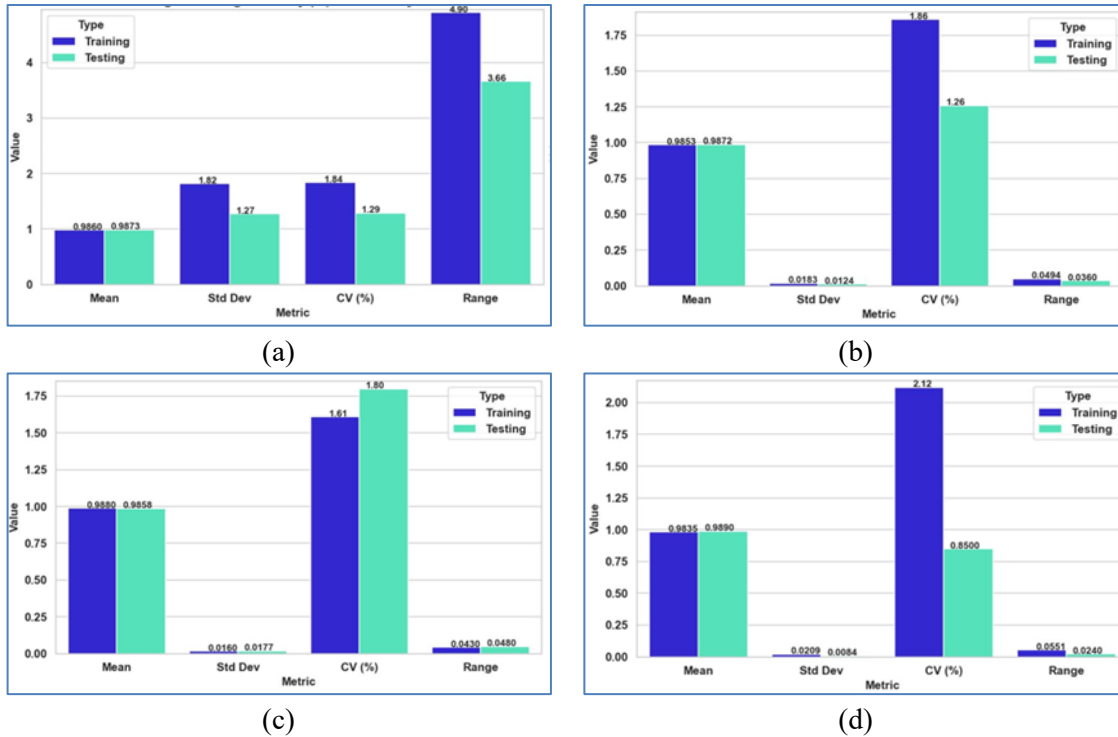 Type
Training
Testing
Value
4
3
2
1
0
0.9860 0.9873
1.82
1.27
1.84
1.29
4.90
3.66
Mean Std Dev CV (%) Range
Metric
(a)
Type
Training
Testing
Value
1.75
1.50
1.25
1.00
0.75
0.50
0.25
0.00
0.9853 0.9872
0.0183 0.0124
1.86
1.26
0.0494 0.0360
Mean Std Dev CV (%) Range
Metric
(b)
Type
Training
Testing
Value
1.75
1.50
1.25
1.00
0.75
0.50
0.25
0.00
0.9880 0.9858
0.0160 0.0177
1.61
1.80
0.0430 0.0480
Mean Std Dev CV (%) Range
Metric
(c)
Type
Training
Testing
Value
2.00
1.75
1.50
1.25
1.00
0.75
0.50
0.25
0.00
0.9835 0.9890
0.0209 0.0084
2.12
0.8500
0.0551 0.0240
Mean Std Dev CV (%) Range
Metric
(d)